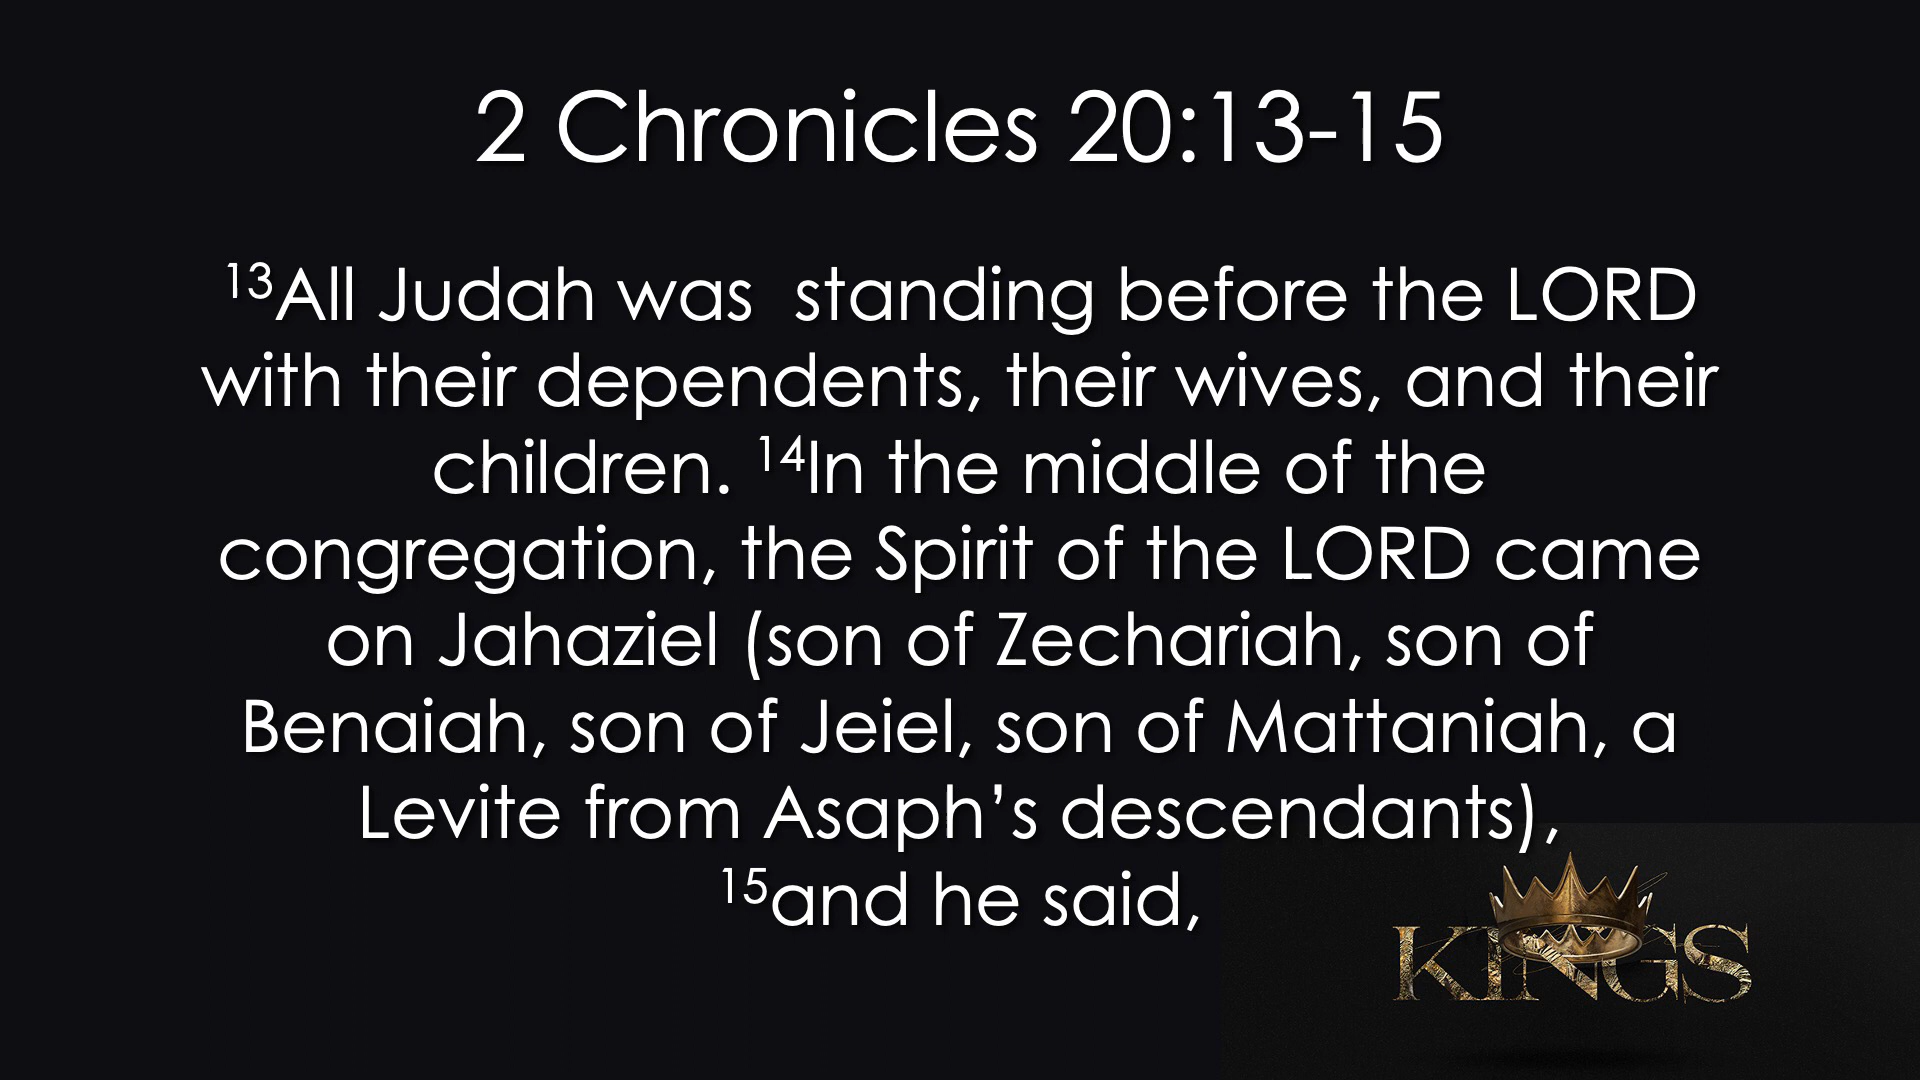 2 Chronicles 20:13-15
¹³All Judah was  standing before the LORD
with their dependents, their wives, and their
children. ¹⁴In the middle of the
congregation, the Spirit of the LORD came
on Jahaziel (son of Zechariah, son of
Benaiah, son of Jeiel, son of Mattaniah, a
Levite from Asaph’s descendants),
¹⁵and he said,
KINGS